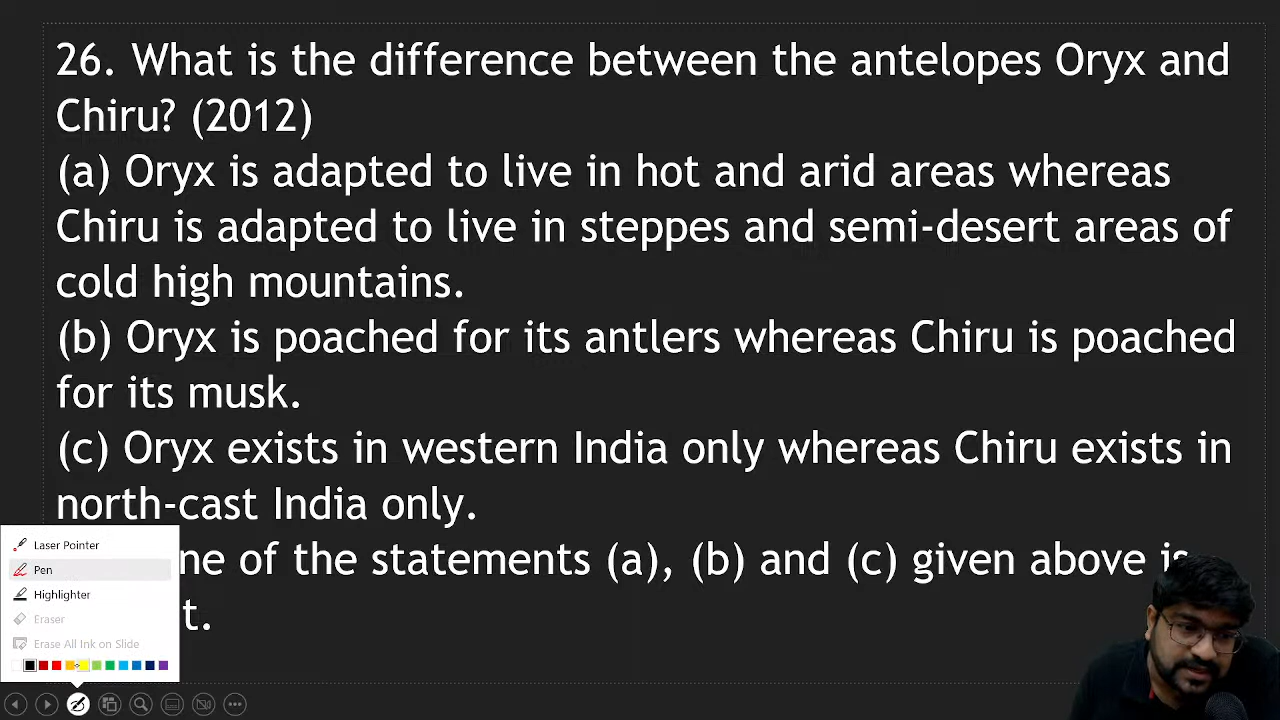 26. What is the difference between the antelopes Oryx and
Chiru? (2012)
(a) Oryx is adapted to live in hot and arid areas whereas
Chiru is adapted to live in steppes and semi-desert areas of
cold high mountains.
(b) Oryx is poached for its antlers whereas Chiru is poached
for its musk.
(c) Oryx exists in western India only whereas Chiru exists in
north-cast India only.
ne of the statements (a), (b) and (c) given above is
t.
Laser Pointer
Pen
Highlighter
Eraser
Erase All Ink on Slide